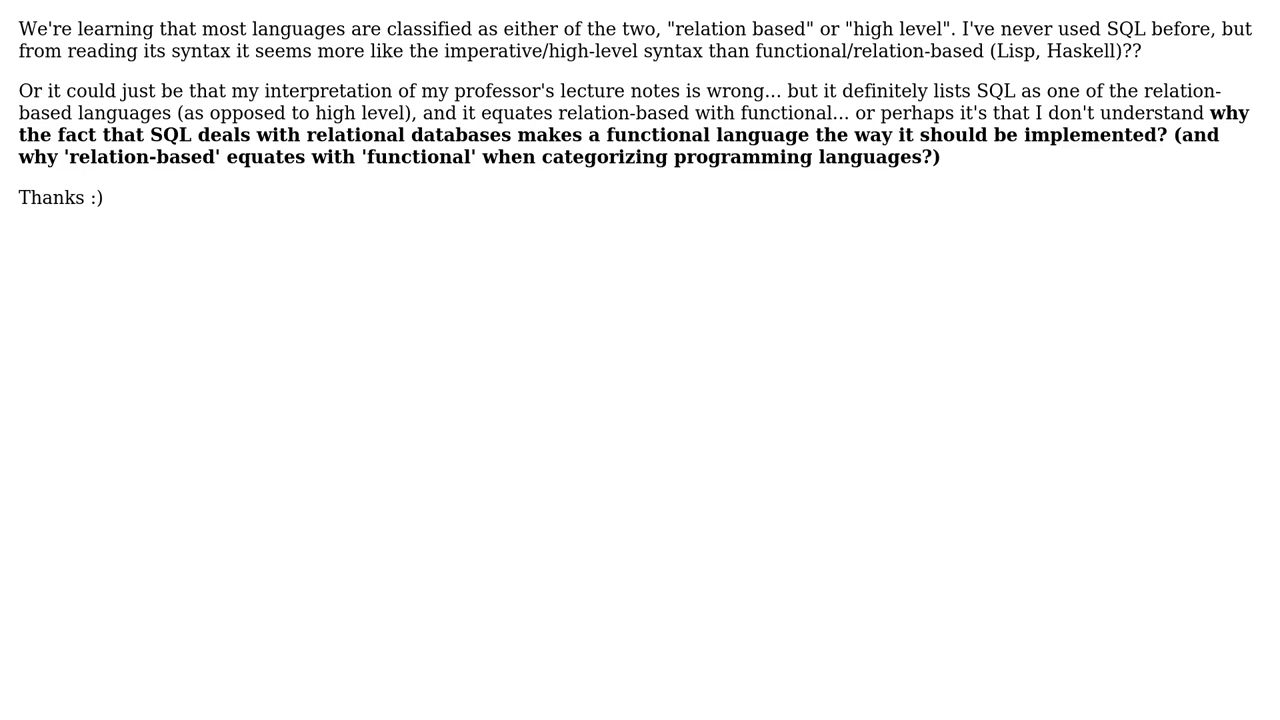 We're learning that most languages are classified as either of the two, "relation based" or "high level". I've never used SQL before, but
from reading its syntax it seems more like the imperative/high-level syntax than functional/relation-based (Lisp, Haskell)??
Or it could just be that my interpretation of my professor's lecture notes is wrong... but it definitely lists SQL as one of the relation-
based languages (as opposed to high level), and it equates relation-based with functional... or perhaps it's that I don't understand why
the fact that SQL deals with relational databases makes a functional language the way it should be implemented? (and
why 'relation-based' equates with 'functional' when categorizing programming languages?)
Thanks :)